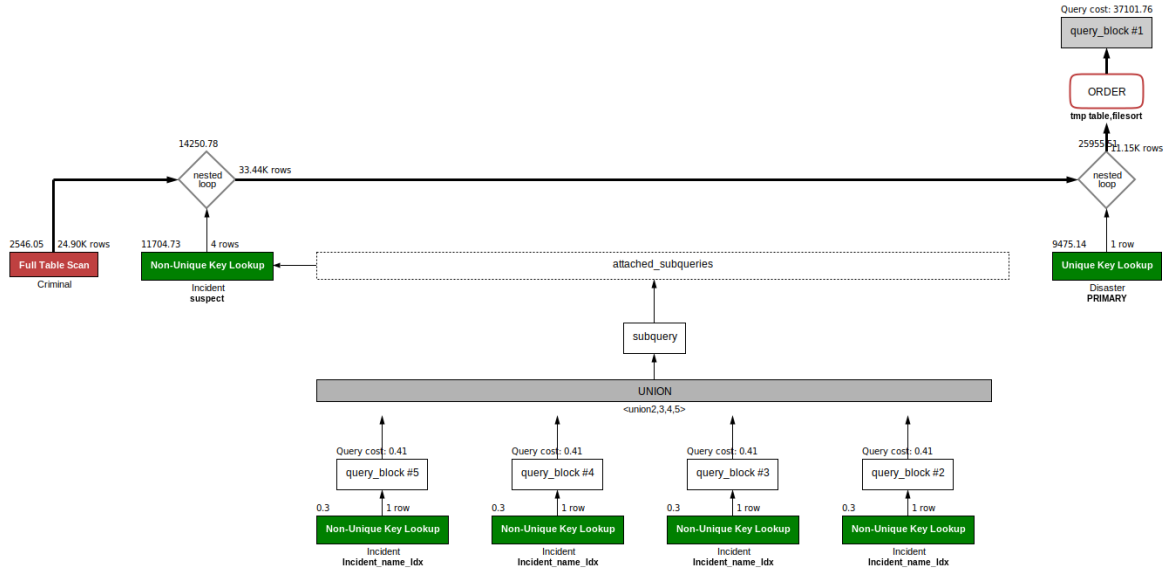 Query cost: 37101.76
query_block #1
ORDER
tmp table,filesort
14250.78
25955.51
11.15K rows
nested
loop
33.44K rows
nested
loop
2546.05 24.90K rows
11704.73 4 rows
9475.14 1 row
Full Table Scan
Non-Unique Key Lookup
attached_subqueries
Unique Key Lookup
Criminal
Incident
suspect
Disaster
PRIMARY
subquery
UNION
<union2,3,4,5>
Query cost: 0.41
Query cost: 0.41
Query cost: 0.41
Query cost: 0.41
query_block #5
query_block #4
query_block #3
query_block #2
0.3 1 row
0.3 1 row
0.3 1 row
0.3 1 row
Non-Unique Key Lookup
Non-Unique Key Lookup
Non-Unique Key Lookup
Non-Unique Key Lookup
Incident
Incident_name_Idx
Incident
Incident_name_Idx
Incident
Incident_name_Idx
Incident
Incident_name_Idx